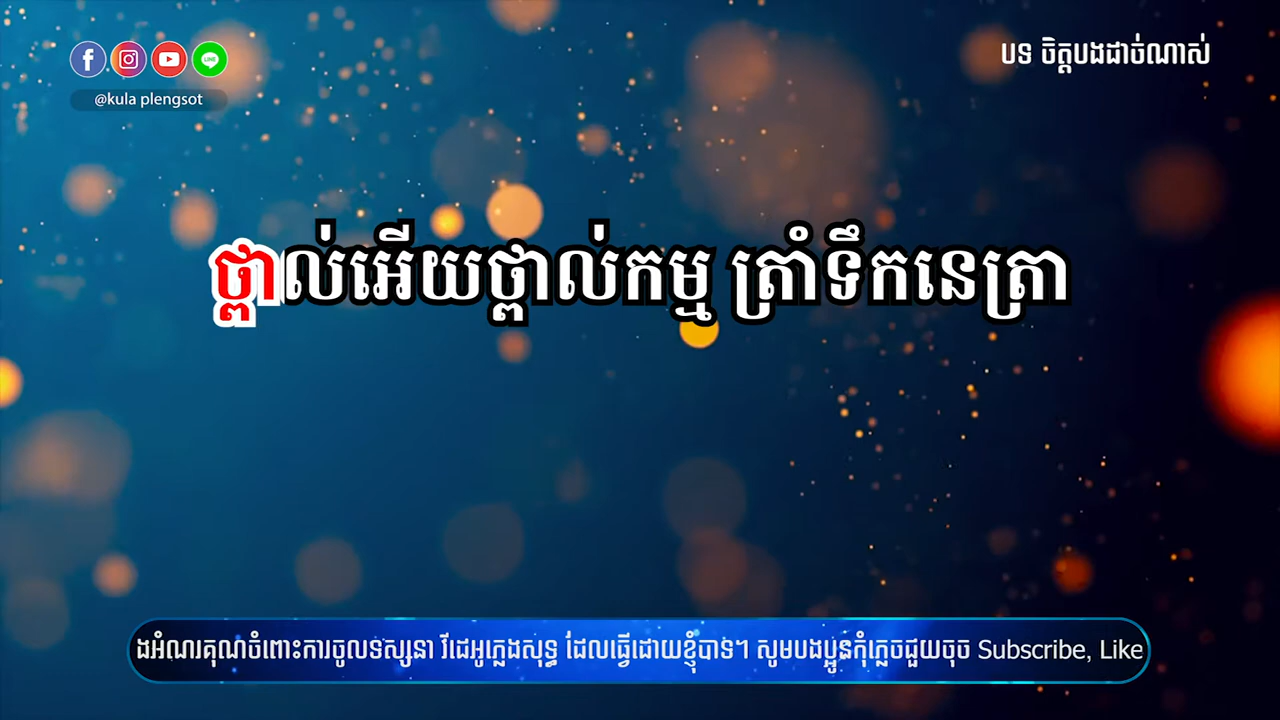 បទ ចិត្តបងដាច់ណាស់
@kula plengsot
ថ្ពាល់អើយថ្ពាល់កម្ម ត្រាំទឹកនេត្រា
ងអំណរគុណចំពោះការចូលទស្សនា វីដេអូភ្លេងសុទ្ធ ដែលធ្វើដោយខ្ញុំបាទ។ សូមបងប្អូនកុំភ្លេចជួយចុច Subscribe, Like